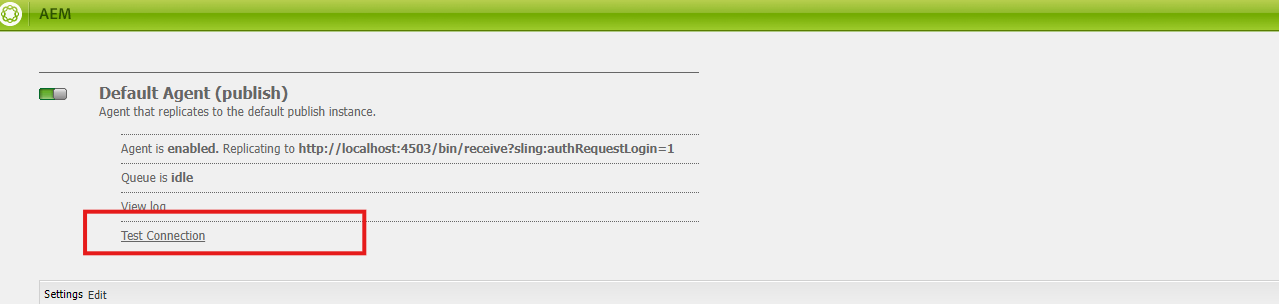 AEM
Default Agent (publish)
Agent that replicates to the default publish instance.
Agent is enabled. Replicating to http://localhost:4503/bin/receive?sling:authRequestLogin=1
Queue is idle
View log
Test Connection
Settings Edit